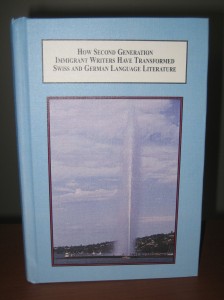 How Second Generation
Immigrant Writers Have Transformed
Swiss and German Language Literature